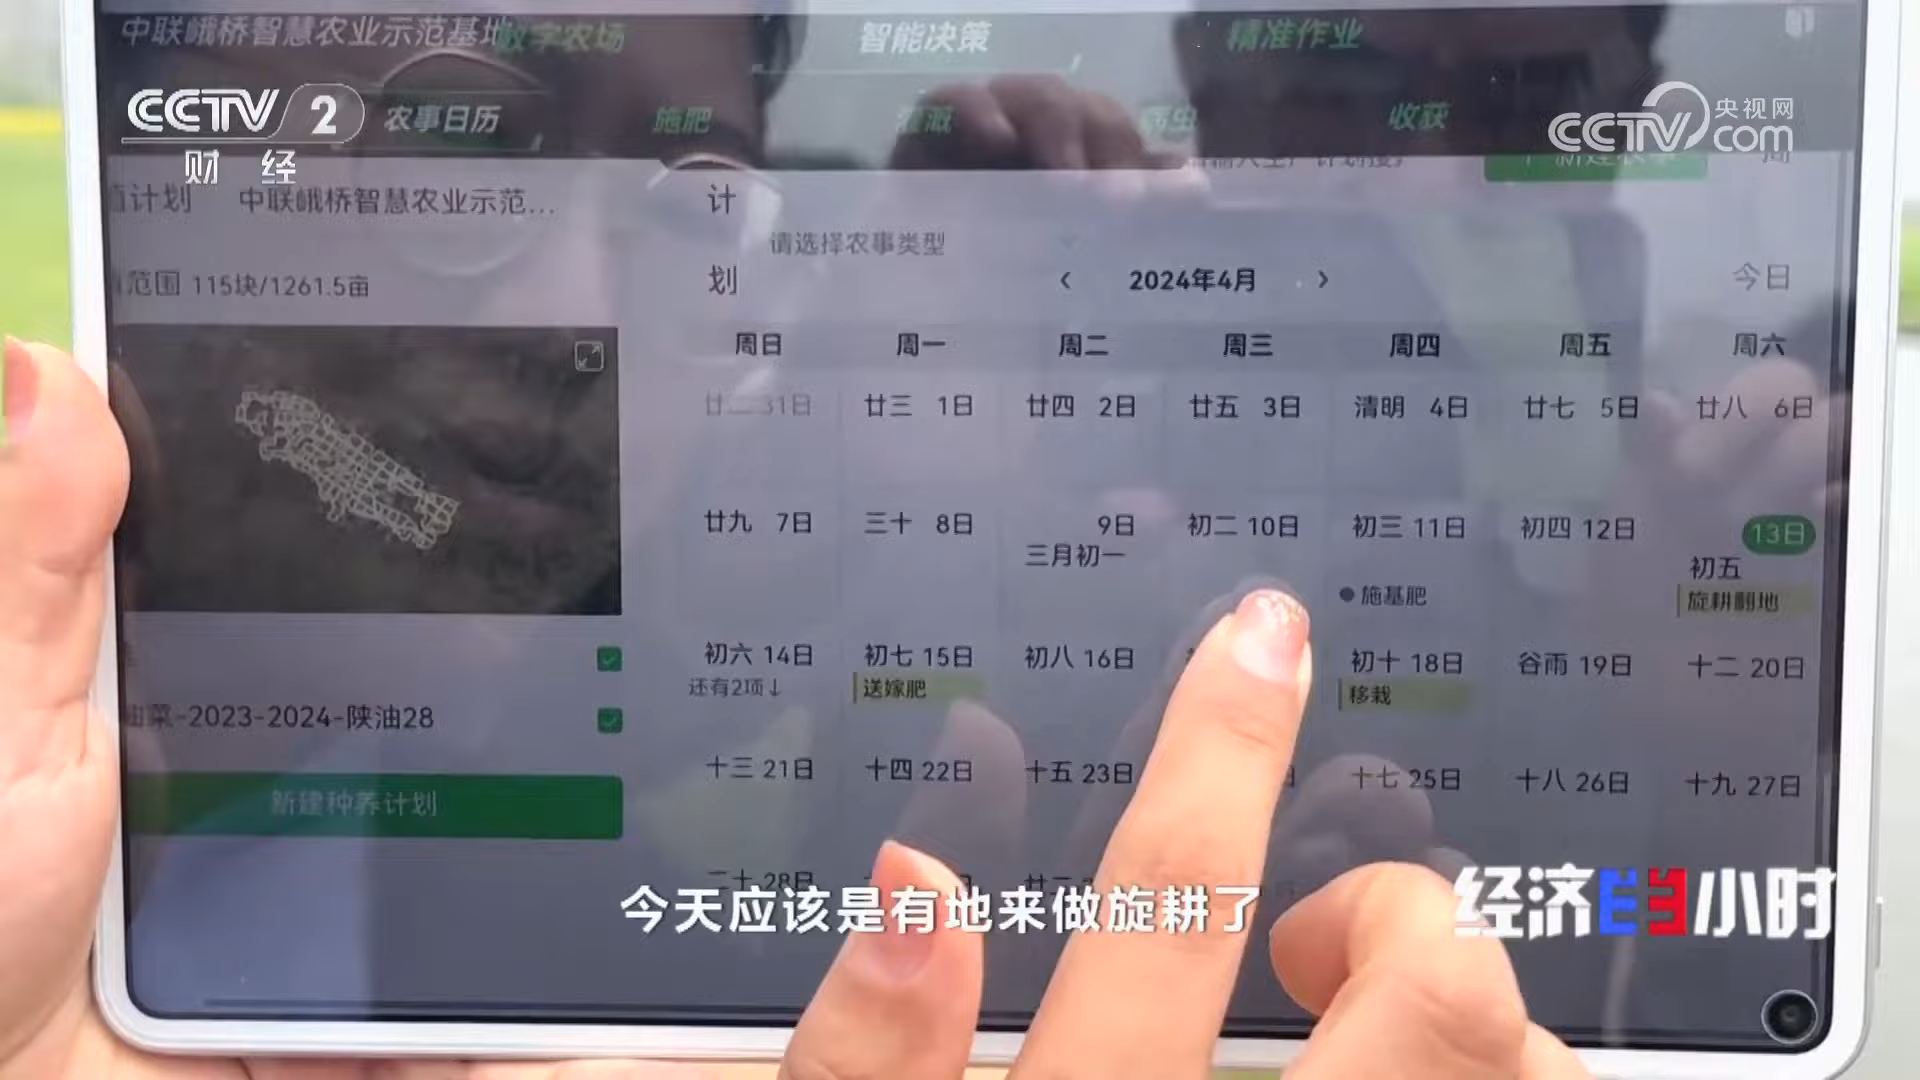 中联峨桥智慧农业示范基地 数字农场 智能决策 精准作业
CCTV 2 财经
农事日历 施肥 灌溉 病虫 收获
央视网
CCTV.com
植计划 中联峨桥智慧农业示范...
计划
请选择农事类型
范围 115块/1261.5亩
2024年4月
今日
周
周日 周一 周二 周三 周四 周五 周六
廿二 31日 廿三 1日 廿四 2日 廿五 3日 清明 4日 廿七 5日 廿八 6日
廿九 7日 三十 8日 9日 三月初一 初二 10日 初三 11日 初四 12日 13日 初五
施基肥
旋耕翻地
初六 14日 初七 15日 初八 16日 初十 18日 谷雨 19日 十二 20日
还有2项↓ 送嫁肥 移栽
油菜-2023-2024-陕油28
十三 21日 十四 22日 十五 23日 十七 25日 十八 26日 十九 27日
新建种养计划
二十 28日
今天应该是有地来做旋耕了
经济半小时